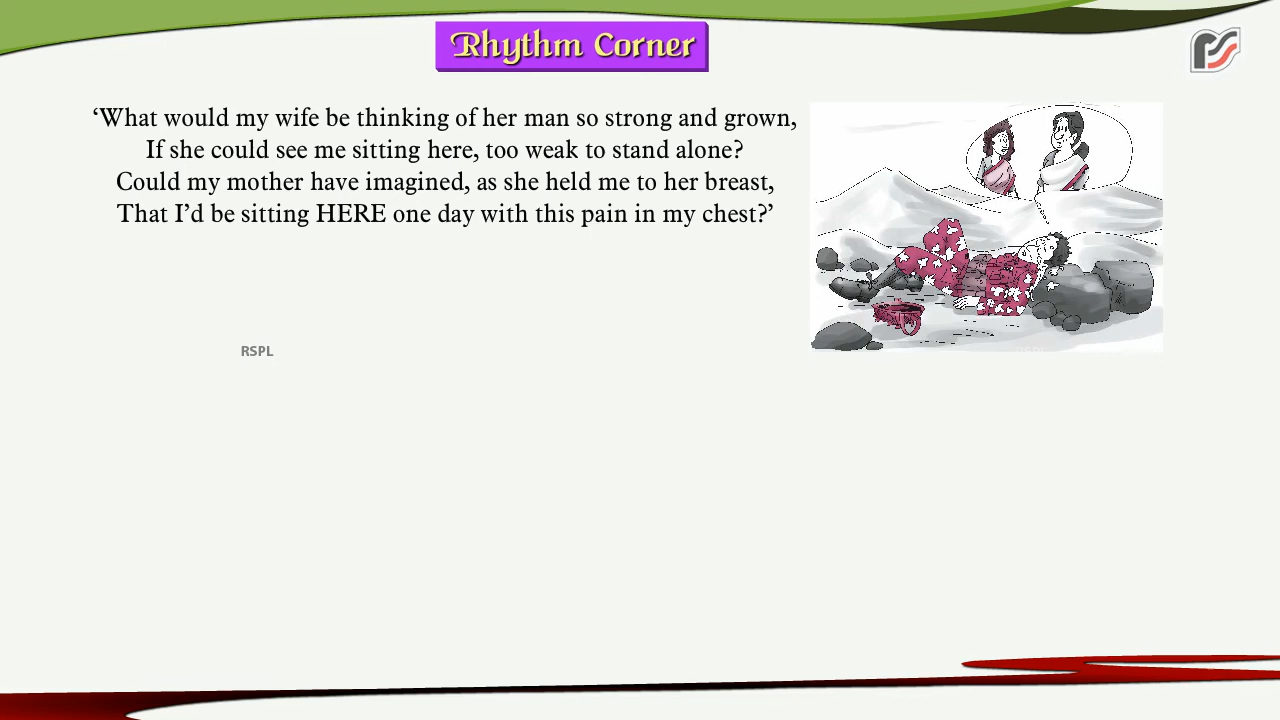 Rhythm Corner
‘What would my wife be thinking of her man so strong and grown,
If she could see me sitting here, too weak to stand alone?
Could my mother have imagined, as she held me to her breast,
That I’d be sitting HERE one day with this pain in my chest?’
RSPL